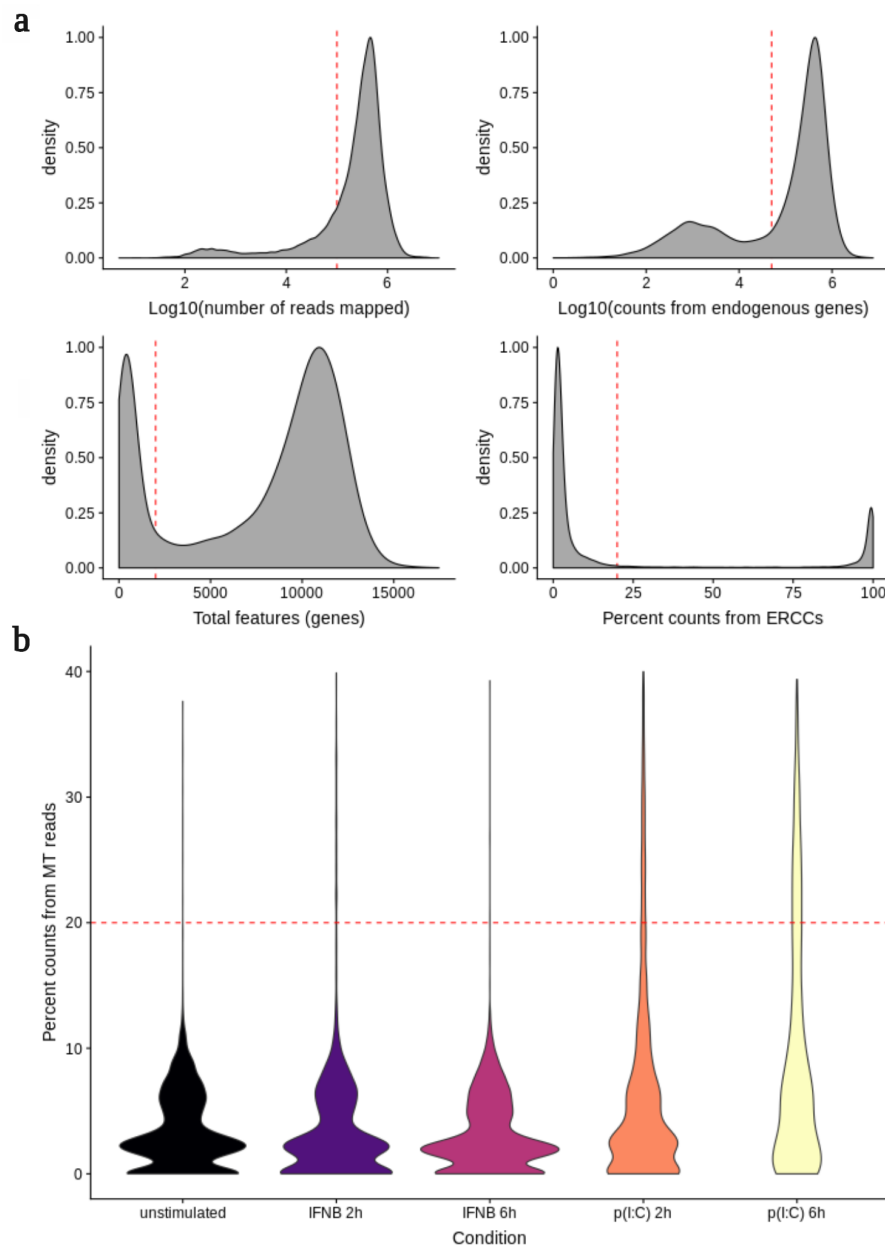 a
1.00
0.75
0.50
0.25
0.00
density
2 4 6
Log10(number of reads mapped)
1.00
0.75
0.50
0.25
0.00
density
0 2 4 6
Log10(counts from endogenous genes)
1.00
0.75
0.50
0.25
0.00
density
0 5000 10000 15000
Total features (genes)
1.00
0.75
0.50
0.25
0.00
density
0 25 50 75 100
Percent counts from ERCCs
b
40
30
20
10
0
Percent counts from MT reads
unstimulated IFNB 2h IFNB 6h p(I:C) 2h p(I:C) 6h
Condition